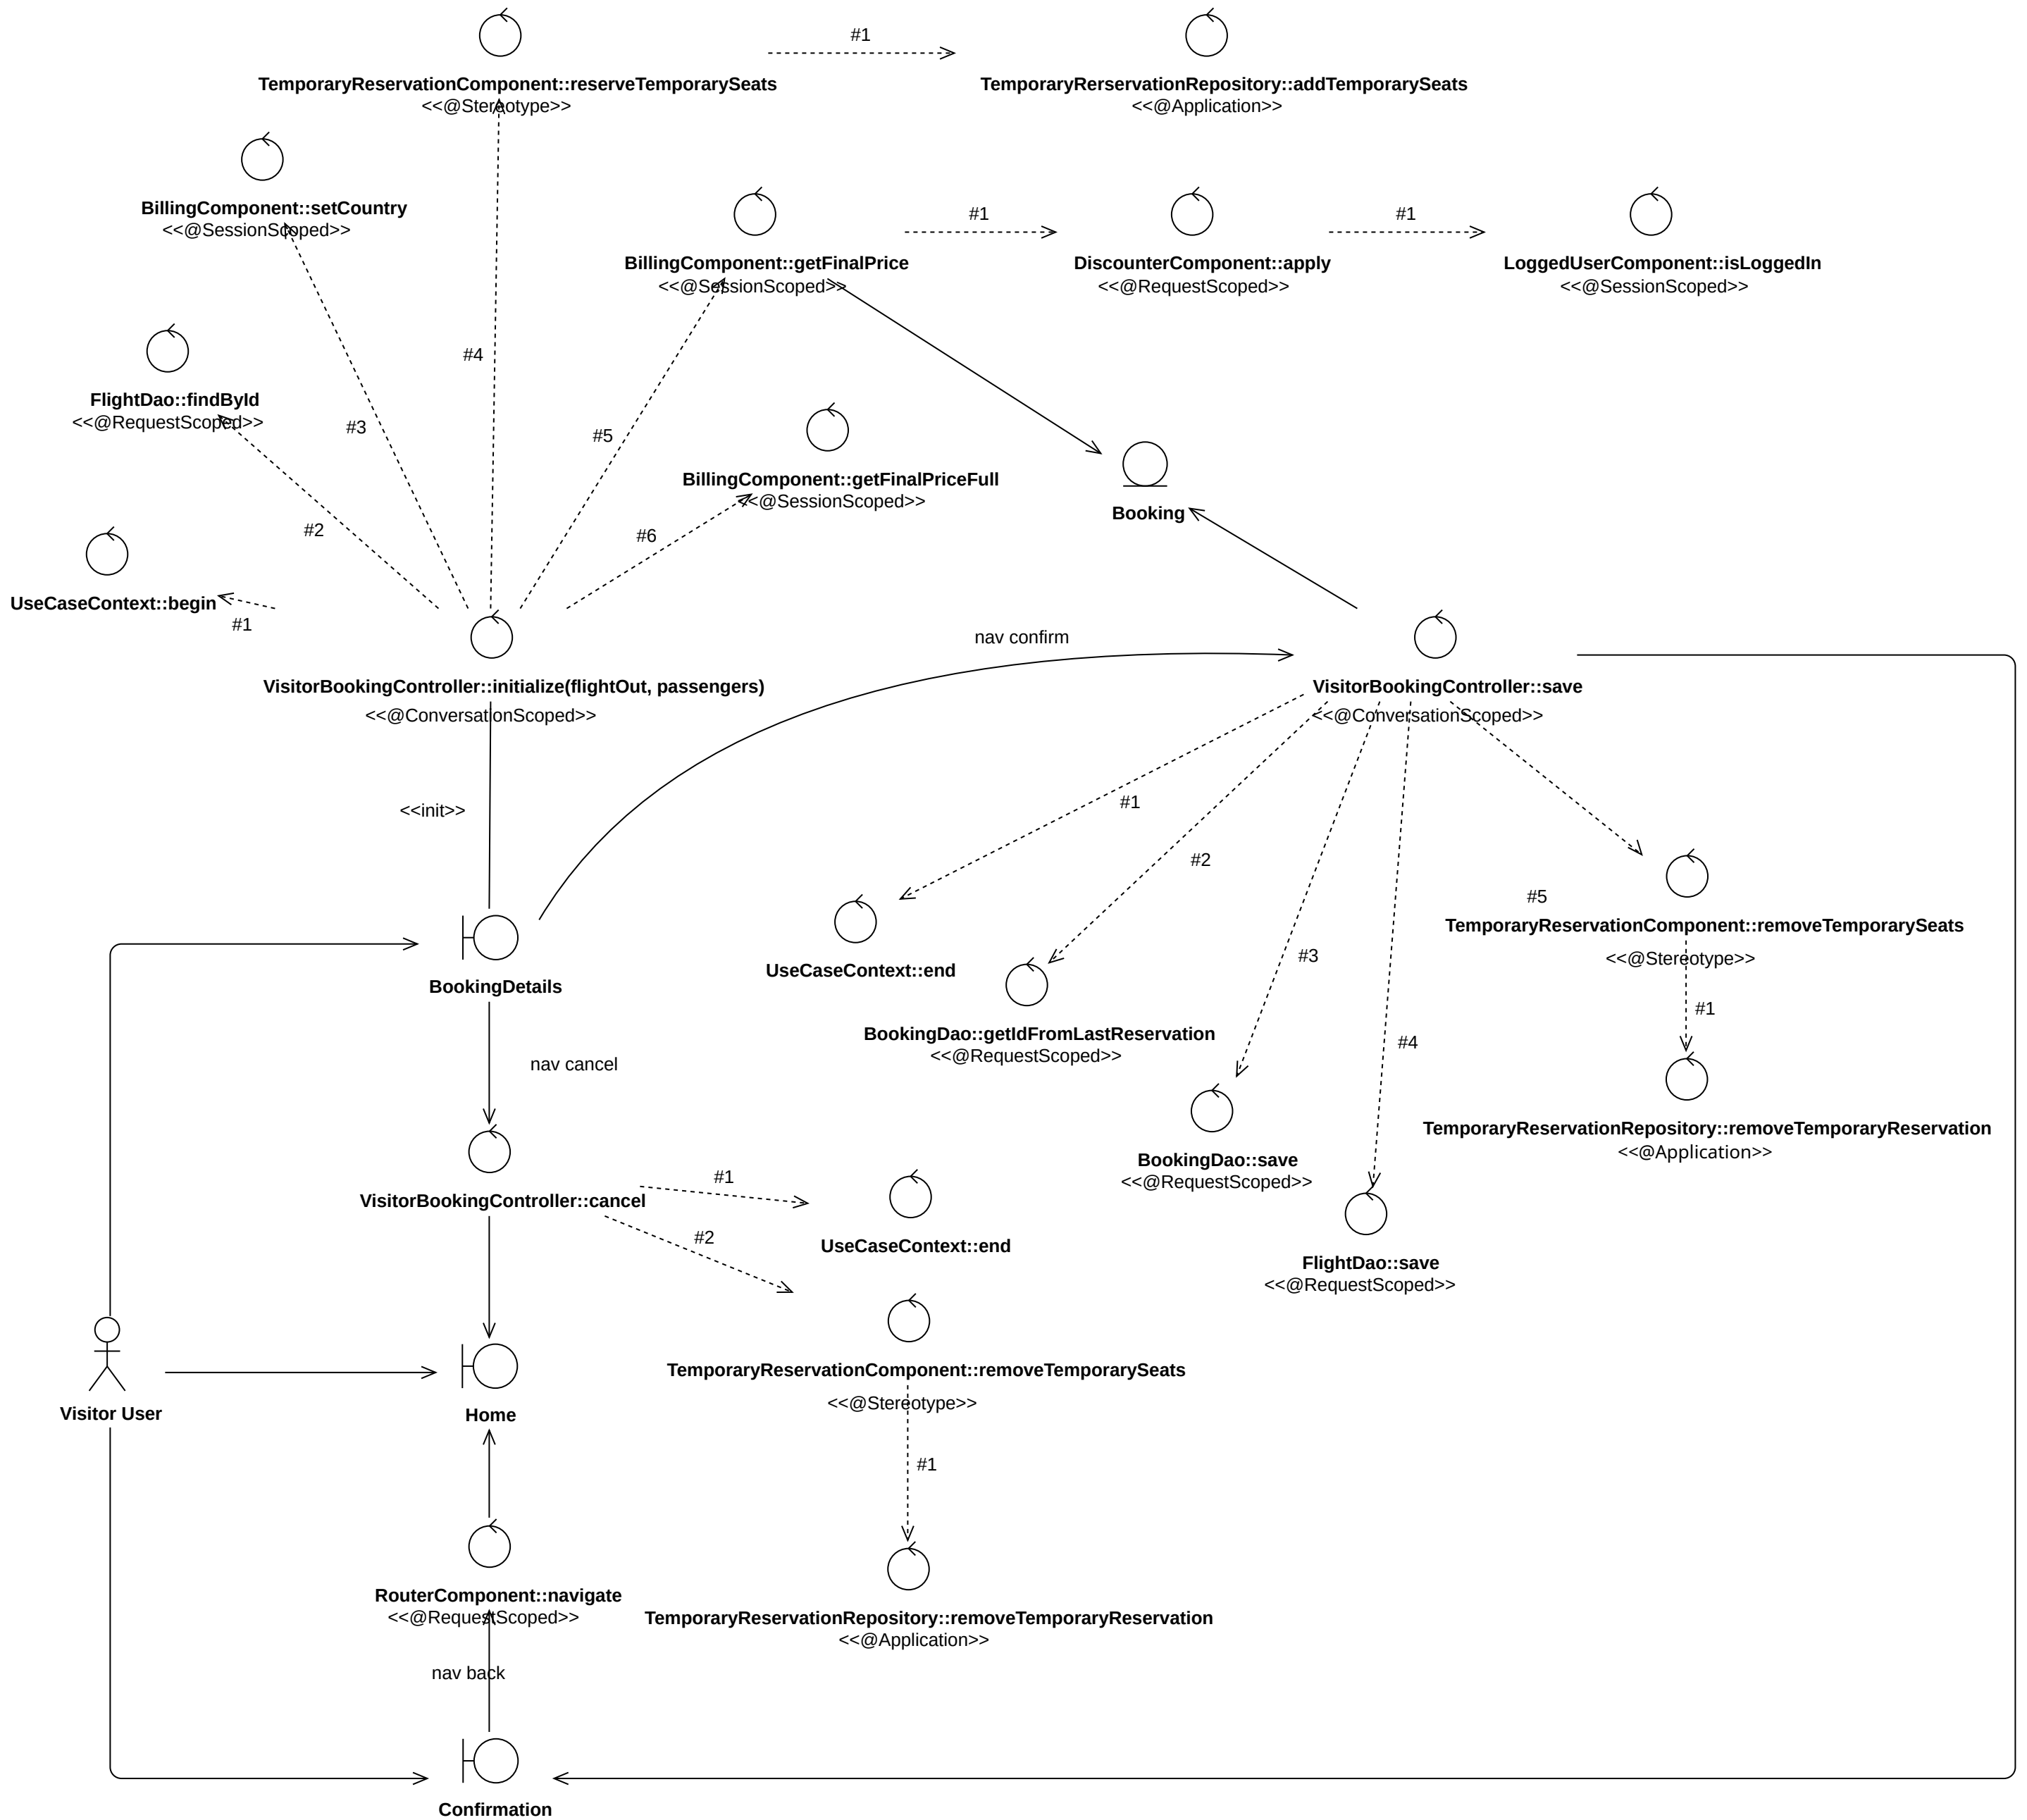 #1
TemporaryReservationComponent::reserveTemporarySeats
<<@Stereotype>>
TemporaryRerservationRepository::addTemporarySeats
<<@Application>>
BillingComponent::setCountry
<<@SessionScoped>>
#1
#1
BillingComponent::getFinalPrice
<<@SessionScoped>>
DiscounterComponent::apply
<<@RequestScoped>>
LoggedUserComponent::isLoggedIn
<<@SessionScoped>>
#4
FlightDao::findById
<<@RequestScoped>>
#3
#5
BillingComponent::getFinalPriceFull
<<@SessionScoped>>
Booking
#2
#6
UseCaseContext::begin
#1
nav confirm
VisitorBookingController::initialize(flightOut, passengers)
<<@ConversationScoped>>
VisitorBookingController::save
<<@ConversationScoped>>
<<init>>
#1
#2
#5
TemporaryReservationComponent::removeTemporarySeats
<<@Stereotype>>
#3
UseCaseContext::end
BookingDetails
#1
BookingDao::getIdFromLastReservation
<<@RequestScoped>>
#4
nav cancel
TemporaryReservationRepository::removeTemporaryReservation
<<@Application>>
BookingDao::save
<<@RequestScoped>>
#1
VisitorBookingController::cancel
#2
UseCaseContext::end
FlightDao::save
<<@RequestScoped>>
TemporaryReservationComponent::removeTemporarySeats
<<@Stereotype>>
Visitor User
Home
#1
RouterComponent::navigate
<<@RequestScoped>>
TemporaryReservationRepository::removeTemporaryReservation
<<@Application>>
nav back
Confirmation